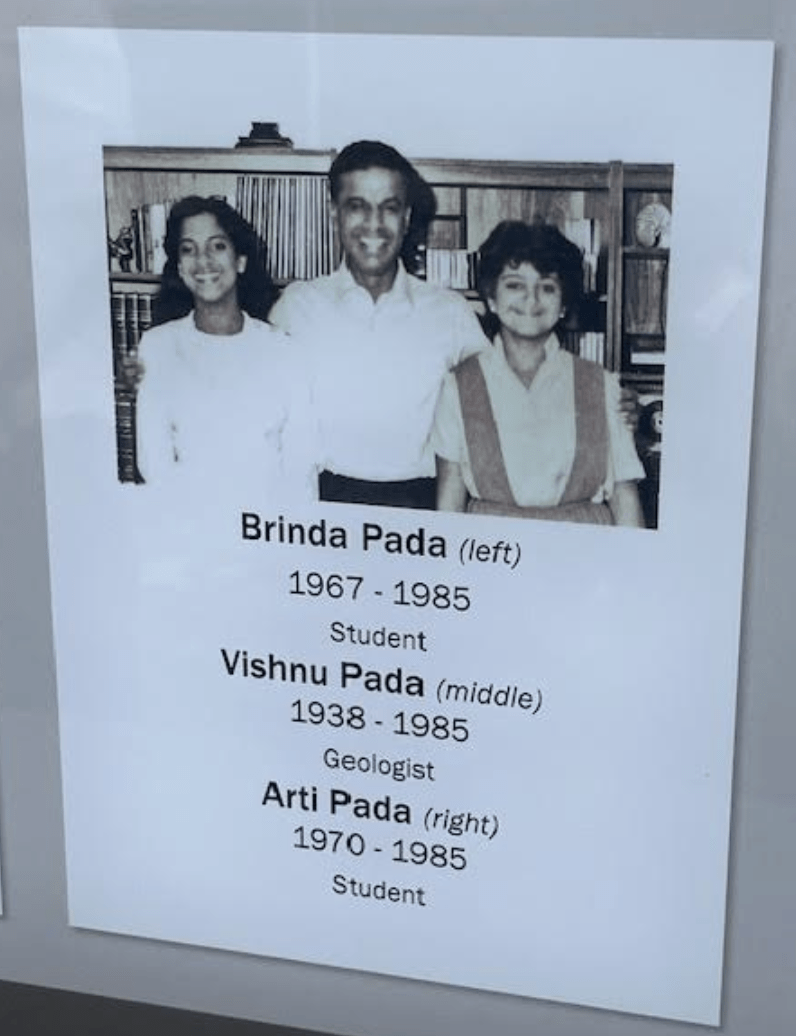 Brinda Pada (left)
1967 - 1985
Student
Vishnu Pada (middle)
1938 - 1985
Geologist
Arti Pada (right)
1970 - 1985
Student